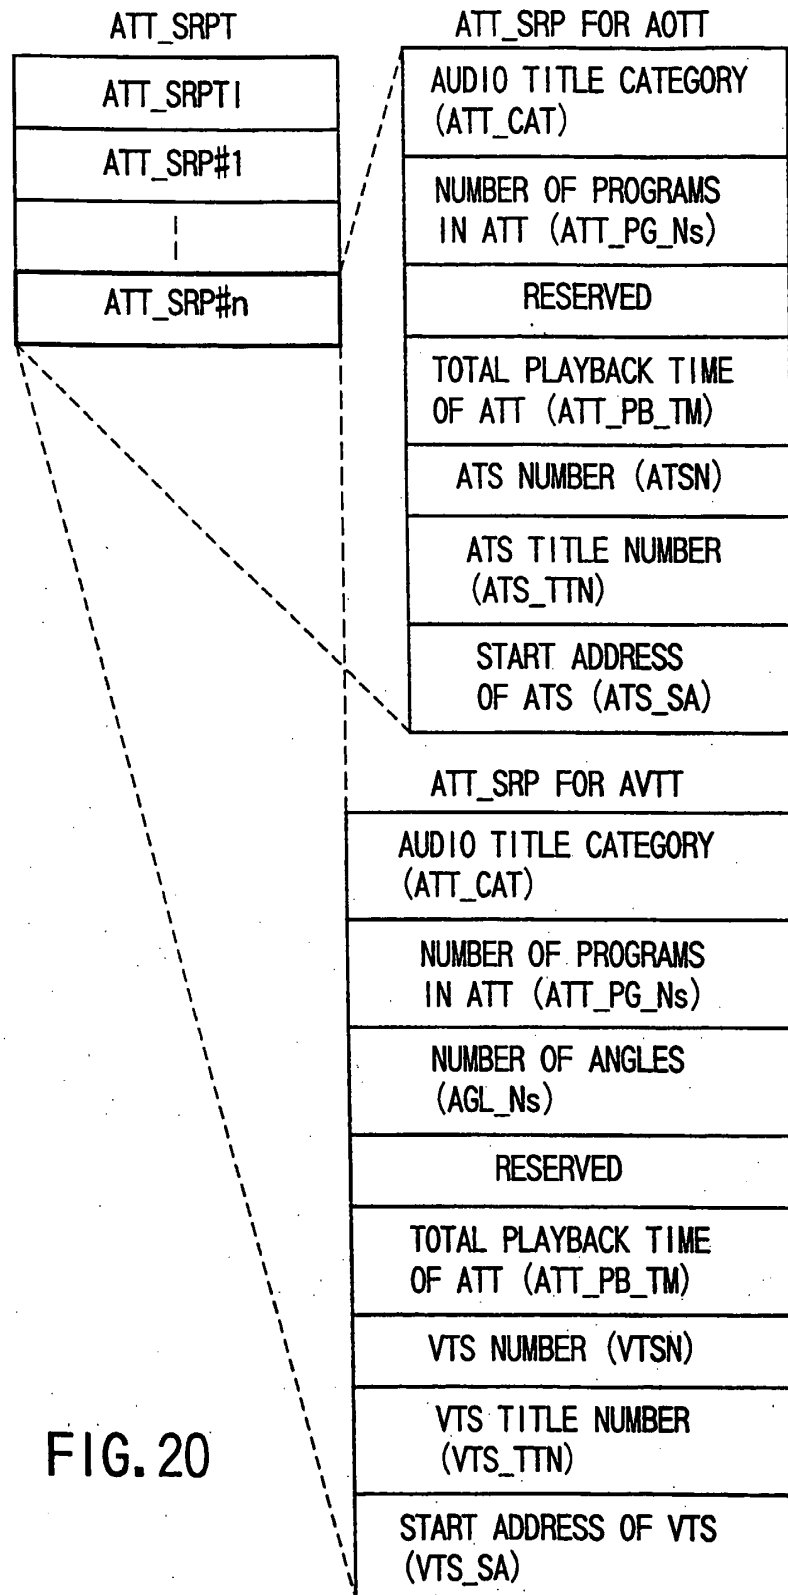 ATT_SRPT
ATT_SRPTI
ATT_SRP#1
ATT_SRP#n
ATT_SRP FOR AOTT
AUDIO TITLE CATEGORY
(ATT_CAT)
NUMBER OF PROGRAMS
IN ATT (ATT_PG_Ns)
RESERVED
TOTAL PLAYBACK TIME
OF ATT (ATT_PB_TM)
ATS NUMBER (ATSN)
ATS TITLE NUMBER
(ATS_TTN)
START ADDRESS
OF ATS (ATS_SA)
ATT_SRP FOR AVTT
AUDIO TITLE CATEGORY
(ATT_CAT)
NUMBER OF PROGRAMS
IN ATT (ATT_PG_Ns)
NUMBER OF ANGLES
(AGL_Ns)
RESERVED
TOTAL PLAYBACK TIME
OF ATT (ATT_PB_TM)
VTS NUMBER (VTSN)
VTS TITLE NUMBER
(VTS_TTN)
START ADDRESS OF VTS
(VTS_SA)
FIG. 20